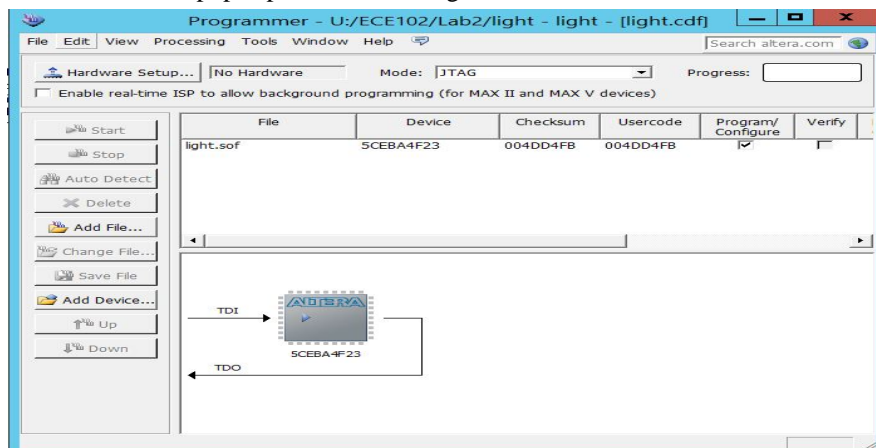 Programmer - U:/ECE102/Lab2/light - light - [light.cdf]
File Edit View Processing Tools Window Help
Search altera.com
Hardware Setup... No Hardware Mode: JTAG Progress:
Enable real-time ISP to allow background programming (for MAX II and MAX V devices)
Start
Stop
Auto Detect
Delete
Add File...
Change File...
Save File
Add Device...
Up
Down
File Device Checksum Usercode Program/ Verify
Configure
light.sof 5CEBA4F23 004DD4FB 004DD4FB
TDI
ALTERA
5CEBA4F23
TDO